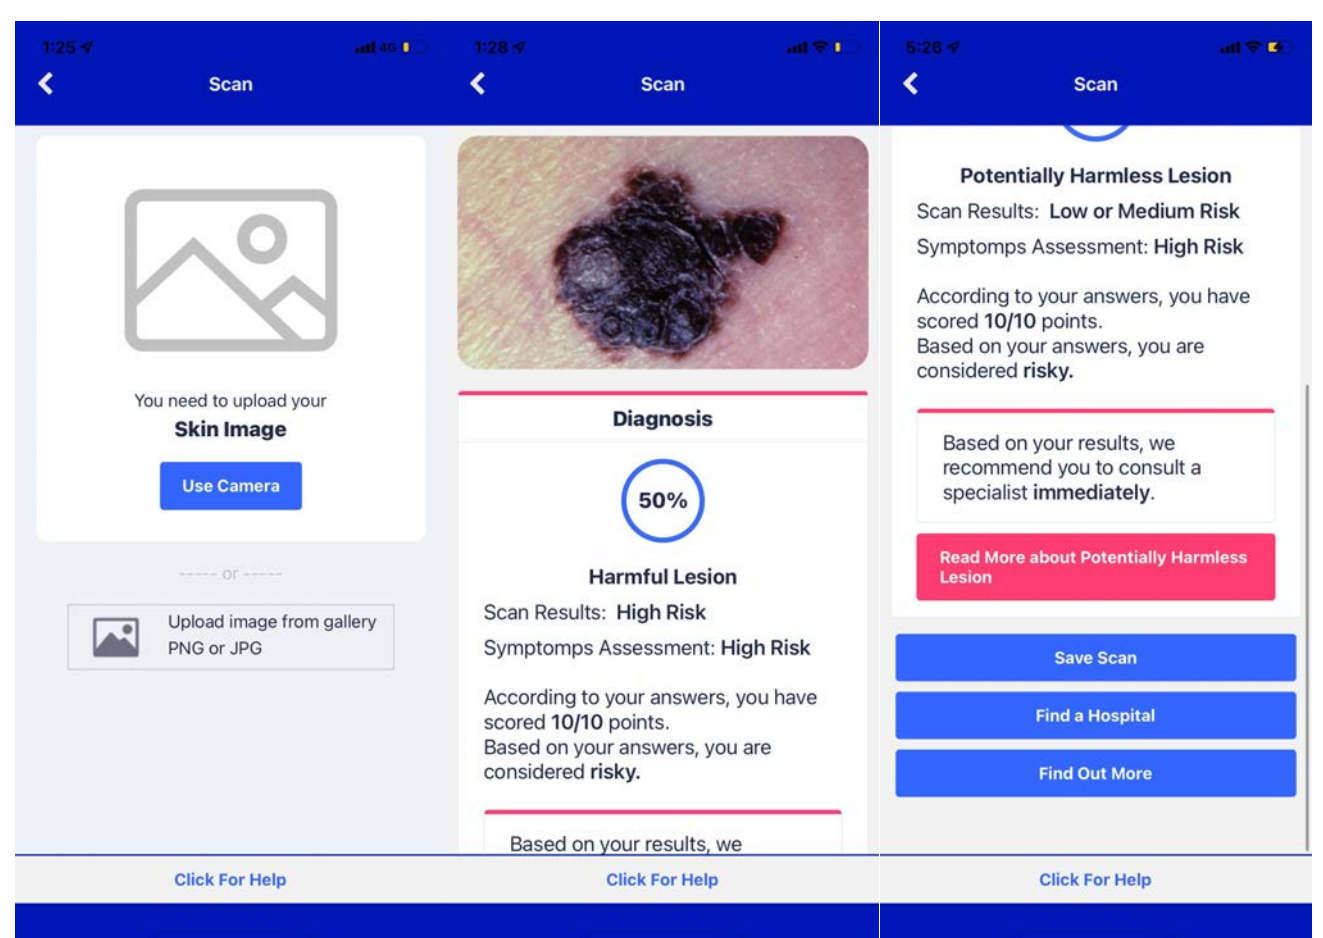 1:25
4G
Scan
You need to upload your
Skin Image
Use Camera
----- or -----
Upload image from gallery
PNG or JPG
Click For Help
1:28
Scan
Diagnosis
50%
Harmful Lesion
Scan Results: High Risk
Symptomps Assessment: High Risk
According to your answers, you have
scored 10/10 points.
Based on your answers, you are
considered risky.
Based on your results, we
Click For Help
5:26
Scan
Potentially Harmless Lesion
Scan Results: Low or Medium Risk
Symptomps Assessment: High Risk
According to your answers, you have
scored 10/10 points.
Based on your answers, you are
considered risky.
Based on your results, we
recommend you to consult a
specialist immediately.
Read More about Potentially Harmless
Lesion
Save Scan
Find a Hospital
Find Out More
Click For Help